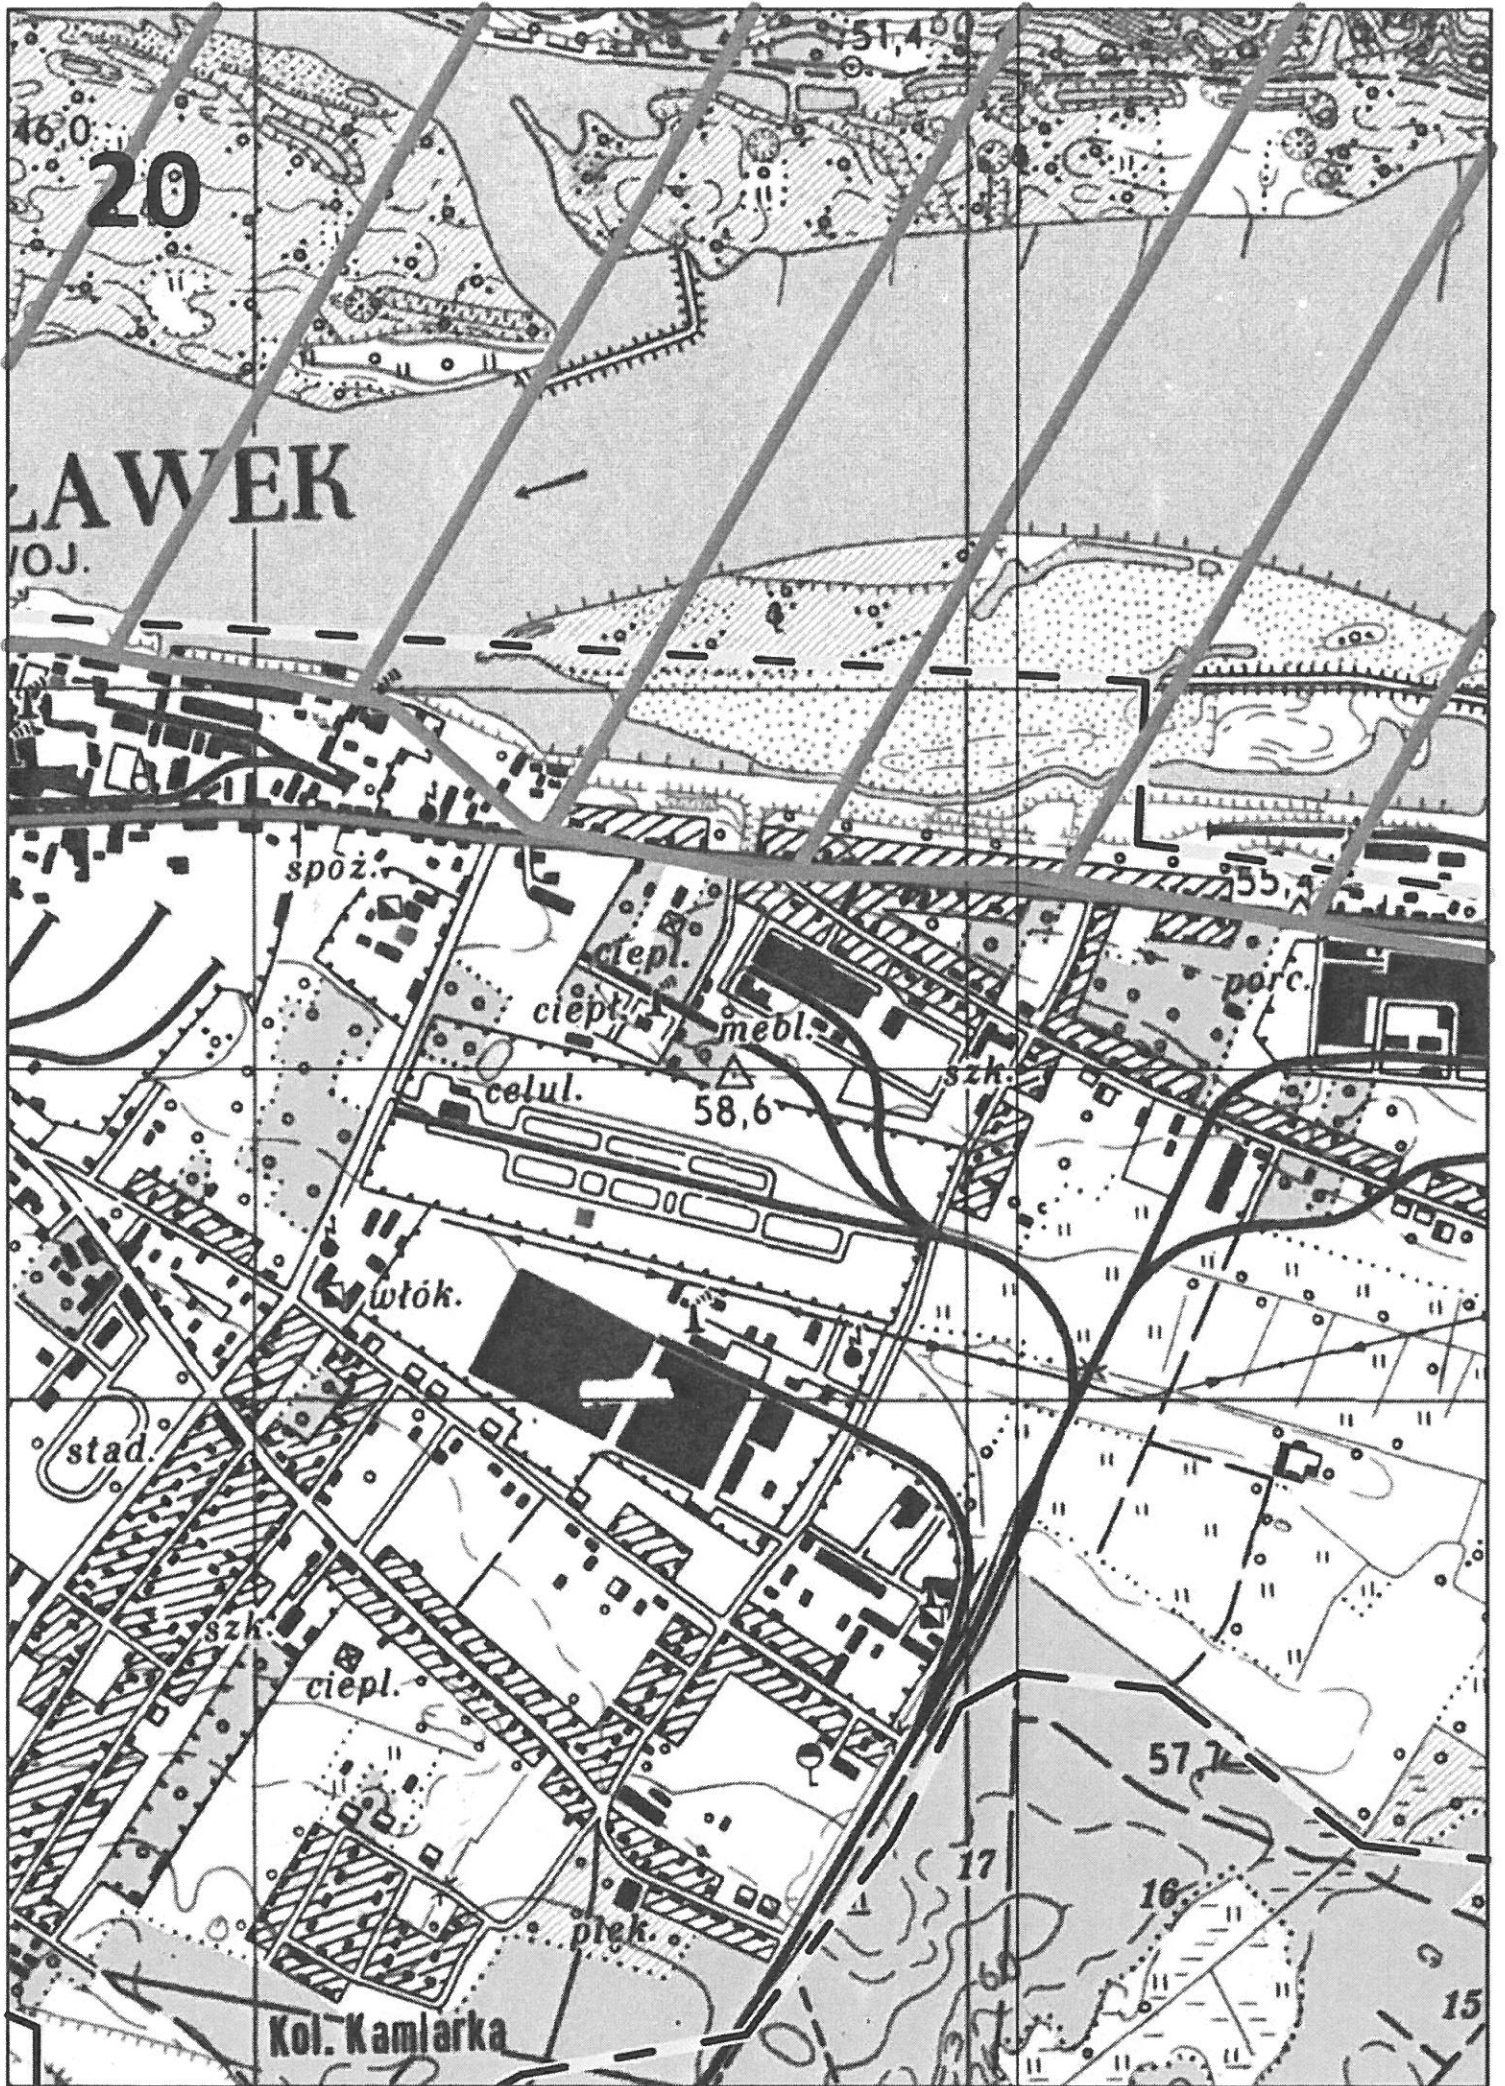 51,4
46,0
20
ŁAWEK
WOJ.
spoż.
55,4
ciepl.
porc.
ciepl.
mebl.
szk.
celul.
58,6
włók.
stad.
szk.
ciepl.
57,7
17
16
piek.
15
Kol. Kamlarka